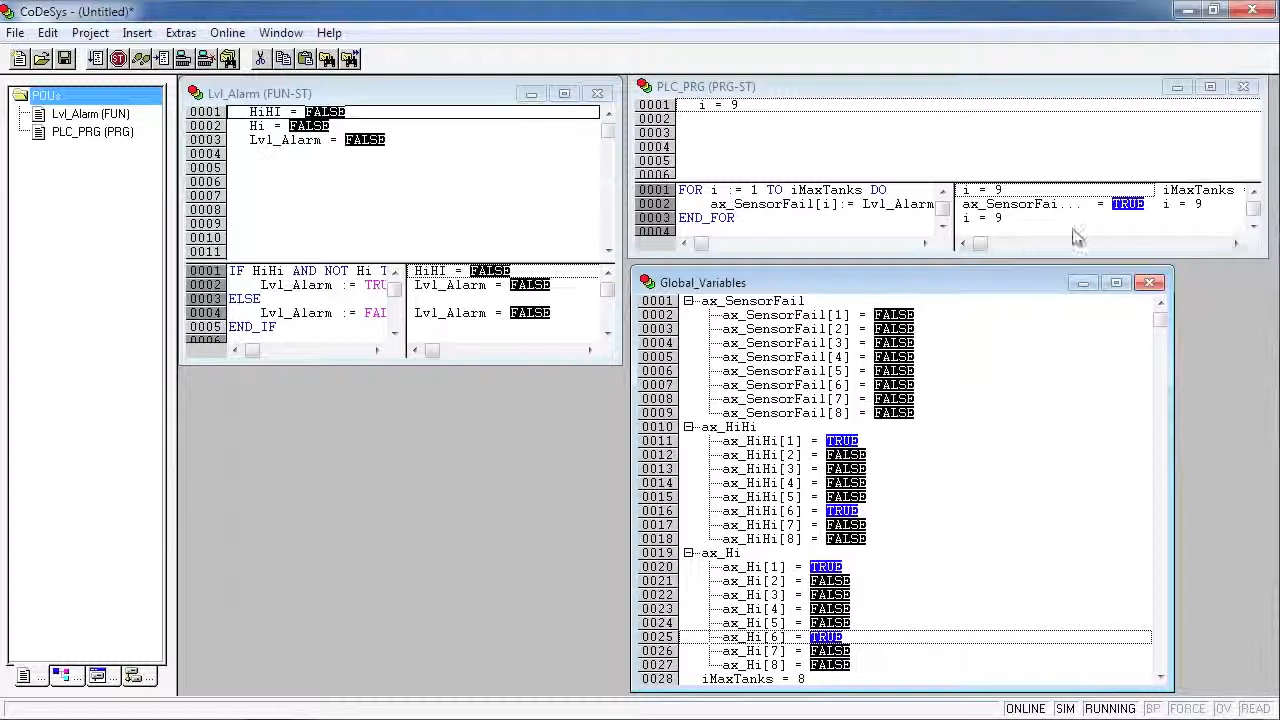 CoDeSys - (Untitled)*
File Edit Project Insert Extras Online Window Help
POUs
Lvl_Alarm (FUN)
PLC_PRG (PRG)
Lvl_Alarm (FUN-ST)
0001 HiHI = FALSE
0002 Hi = FALSE
0003 Lvl_Alarm = FALSE
0004
0005
0006
0007
0008
0009
0010
0011
0001 IF HiHi AND NOT Hi T
0002 Lvl_Alarm := TRU
0003 ELSE
0004 Lvl_Alarm := FAL
0005 END_IF
0006
HiHI = FALSE
Lvl_Alarm = FALSE
Lvl_Alarm = FALSE
PLC_PRG (PRG-ST)
0001 i = 9
0002
0003
0004
0005
0006
0001 FOR i := 1 TO iMaxTanks DO
0002 ax_SensorFail[i]:= Lvl_Alarm
0003 END_FOR
0004
i = 9 iMaxTanks
ax_SensorFai... = TRUE i = 9
i = 9
Global_Variables
0001 ax_SensorFail
0002 ax_SensorFail[1] = FALSE
0003 ax_SensorFail[2] = FALSE
0004 ax_SensorFail[3] = FALSE
0005 ax_SensorFail[4] = FALSE
0006 ax_SensorFail[5] = FALSE
0007 ax_SensorFail[6] = FALSE
0008 ax_SensorFail[7] = FALSE
0009 ax_SensorFail[8] = FALSE
0010 ax_HiHi
0011 ax_HiHi[1] = TRUE
0012 ax_HiHi[2] = FALSE
0013 ax_HiHi[3] = FALSE
0014 ax_HiHi[4] = FALSE
0015 ax_HiHi[5] = FALSE
0016 ax_HiHi[6] = TRUE
0017 ax_HiHi[7] = FALSE
0018 ax_HiHi[8] = FALSE
0019 ax_Hi
0020 ax_Hi[1] = TRUE
0021 ax_Hi[2] = FALSE
0022 ax_Hi[3] = FALSE
0023 ax_Hi[4] = FALSE
0024 ax_Hi[5] = FALSE
0025 ax_Hi[6] = TRUE
0026 ax_Hi[7] = FALSE
0027 ax_Hi[8] = FALSE
0028 iMaxTanks = 8
ONLINE SIM RUNNING BP FORCE OV READ